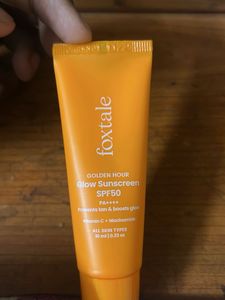 foxtale
GOLDEN HOUR
Glow Sunscreen
SPF50
PA++++
Prevents tan & boosts glow
Vitamin C + Niacinamide
ALL SKIN TYPES